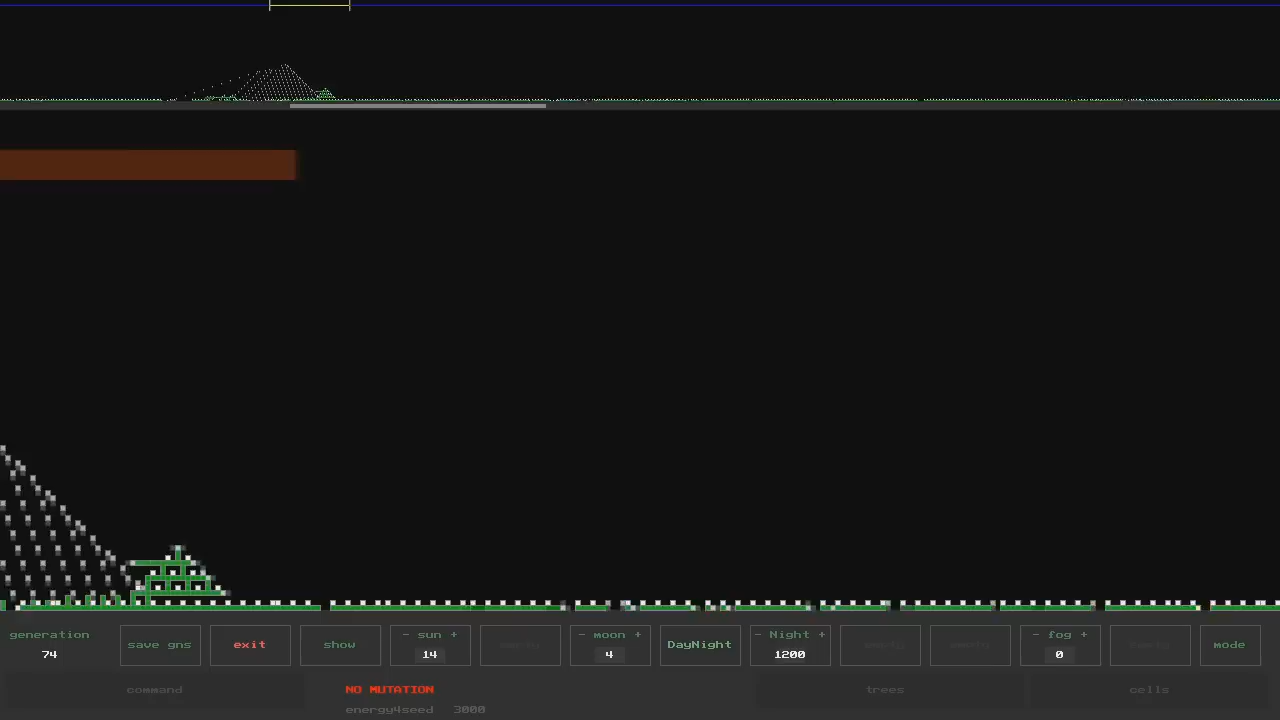 generation
74
save gns
exit
show
- sun +
14
- moon +
4
DayNight
- Night +
1200
- fog +
0
mode
command
NO MUTATION
energy4seed 3000
trees
cells